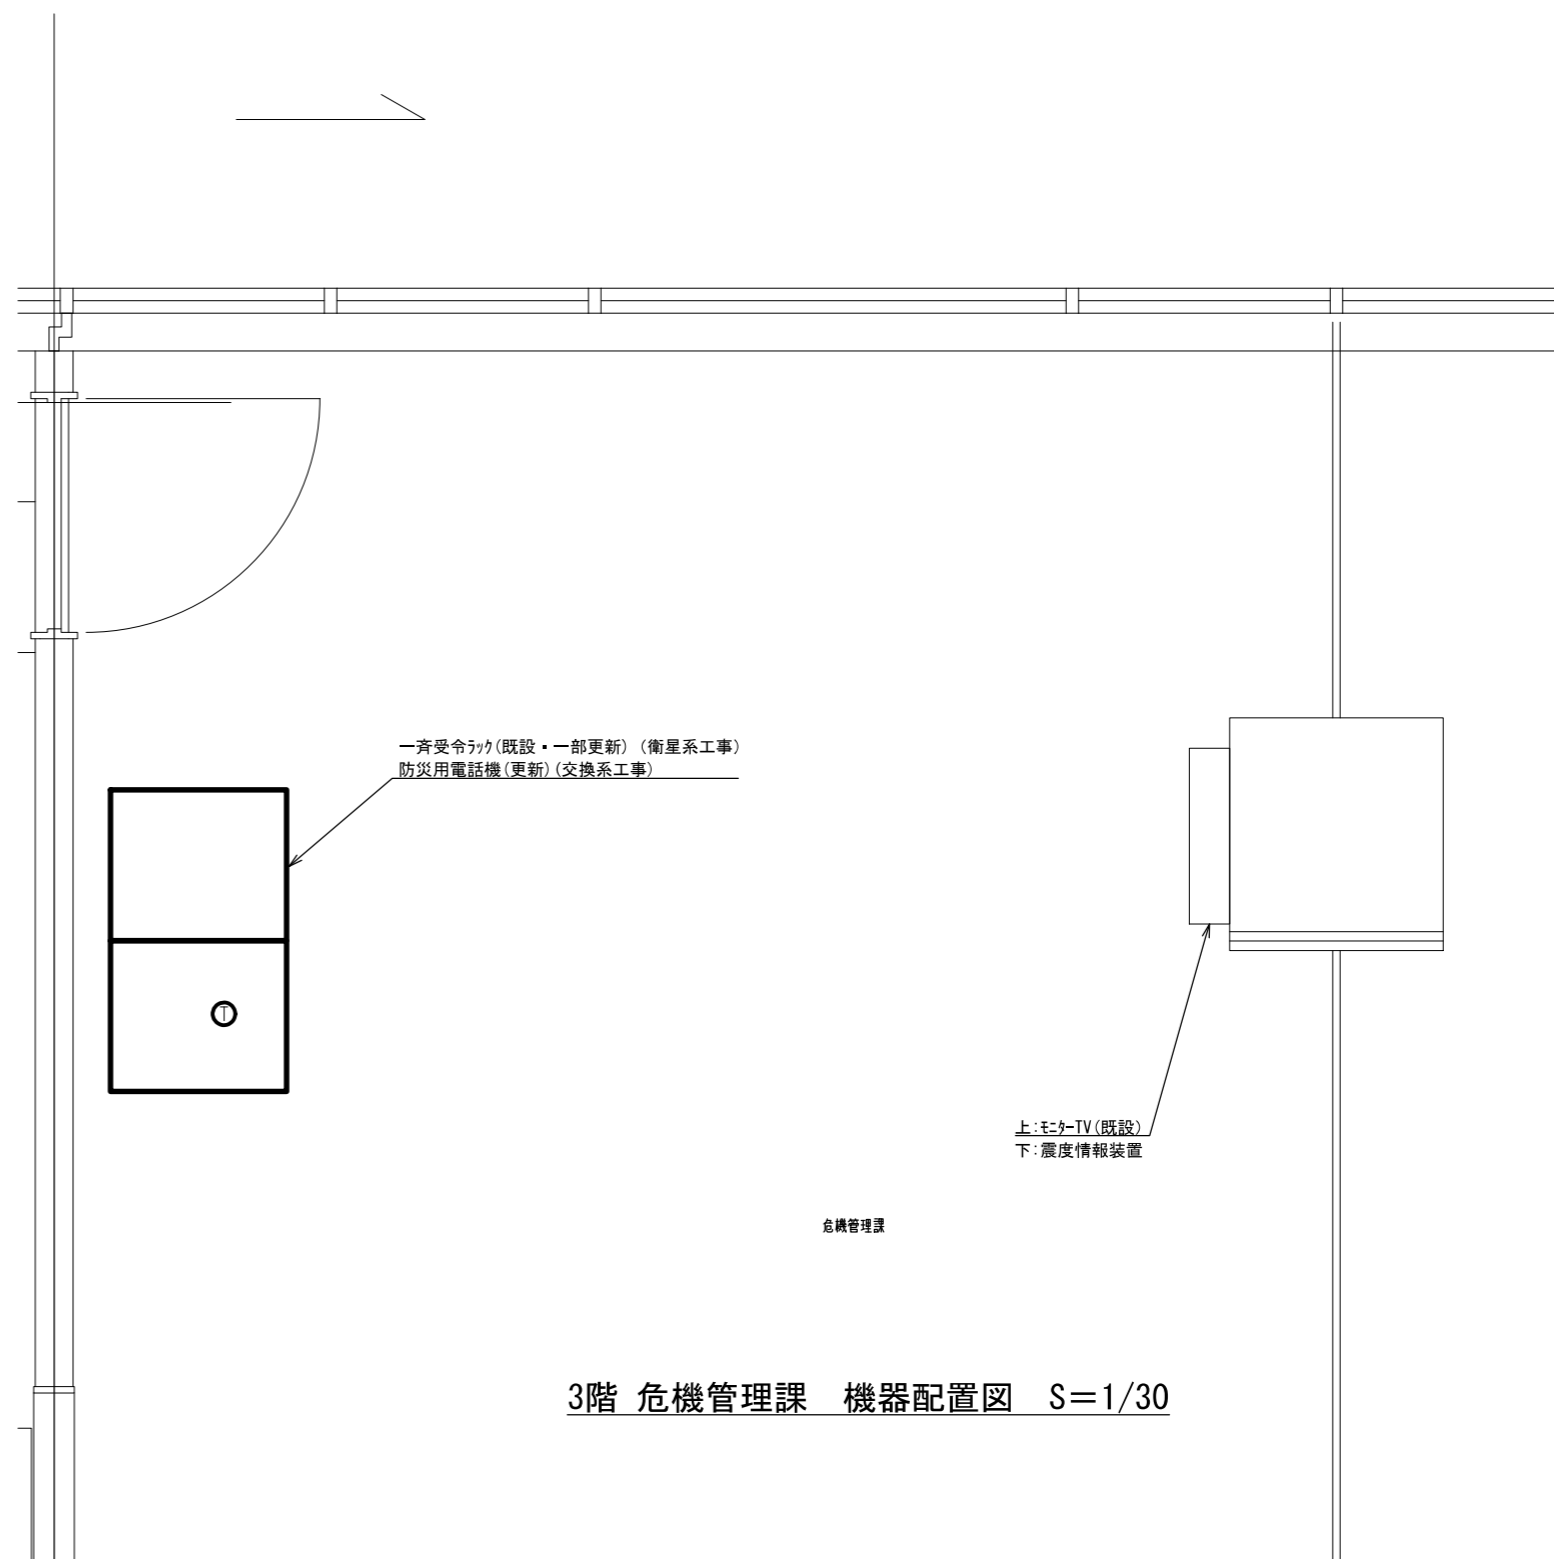 一斉受令ﾗｯｸ(既設・一部更新) (衛星系工事)
防災用電話機(更新)(交換系工事)
T
上:ﾓﾆﾀｰTV(既設)
下:震度情報装置
危機管理課
3階 危機管理課 機器配置図 S=1/30